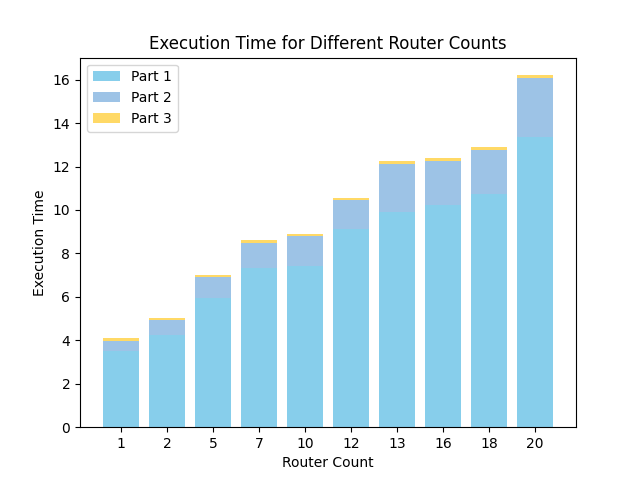 Execution Time for Different Router Counts
Part 1
Part 2
Part 3
16
14
12
10
8
6
4
2
0
Execution Time
1 2 5 7 10 12 13 16 18 20
Router Count